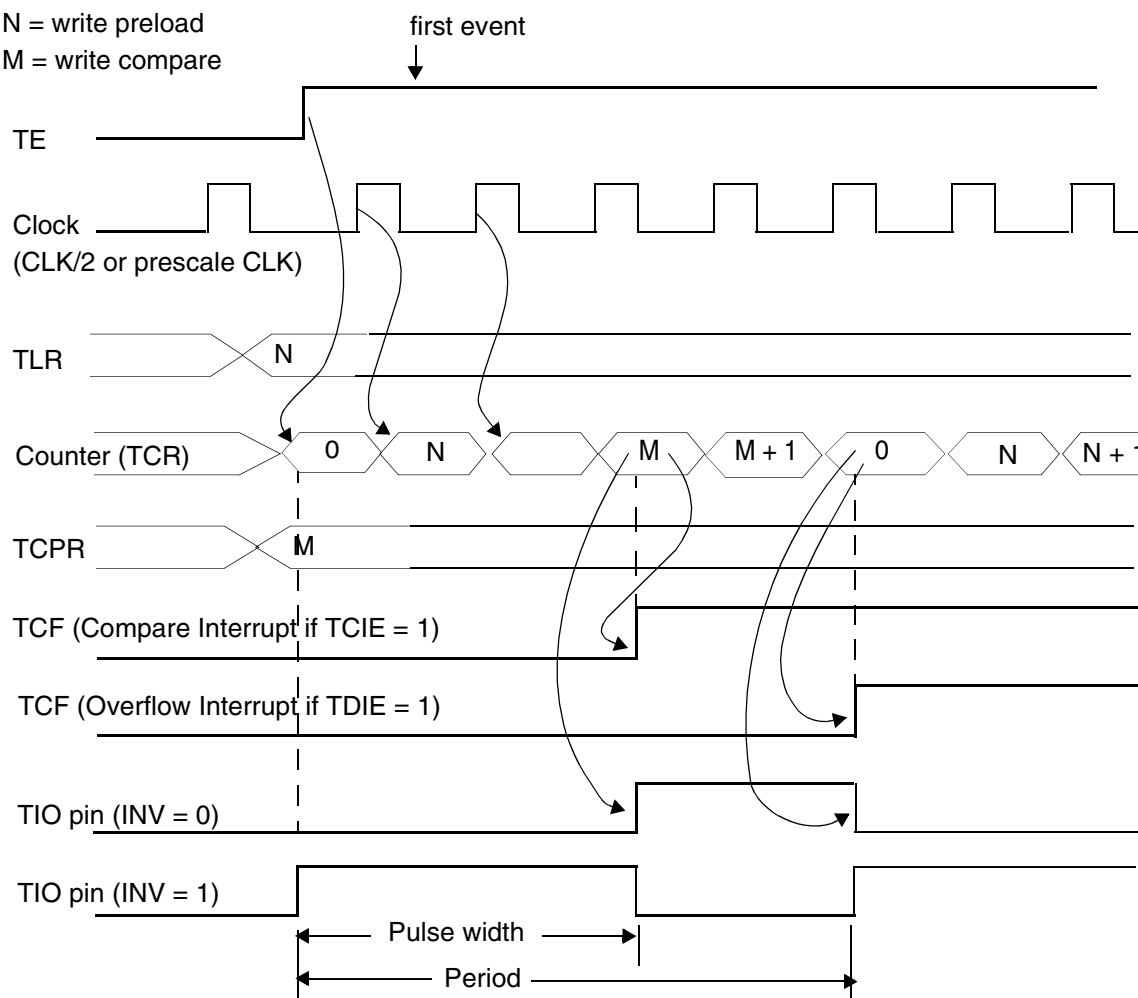 N = write preload
M = write compare
first event
TE
Clock
(CLK/2 or prescale CLK)
TLR
N
Counter (TCR)
0
N
M
M + 1
0
N
N + 1
TCPR
M
TCF (Compare Interrupt if TCIE = 1)
TCF (Overflow Interrupt if TDIE = 1)
TIO pin (INV = 0)
TIO pin (INV = 1)
Pulse width
Period